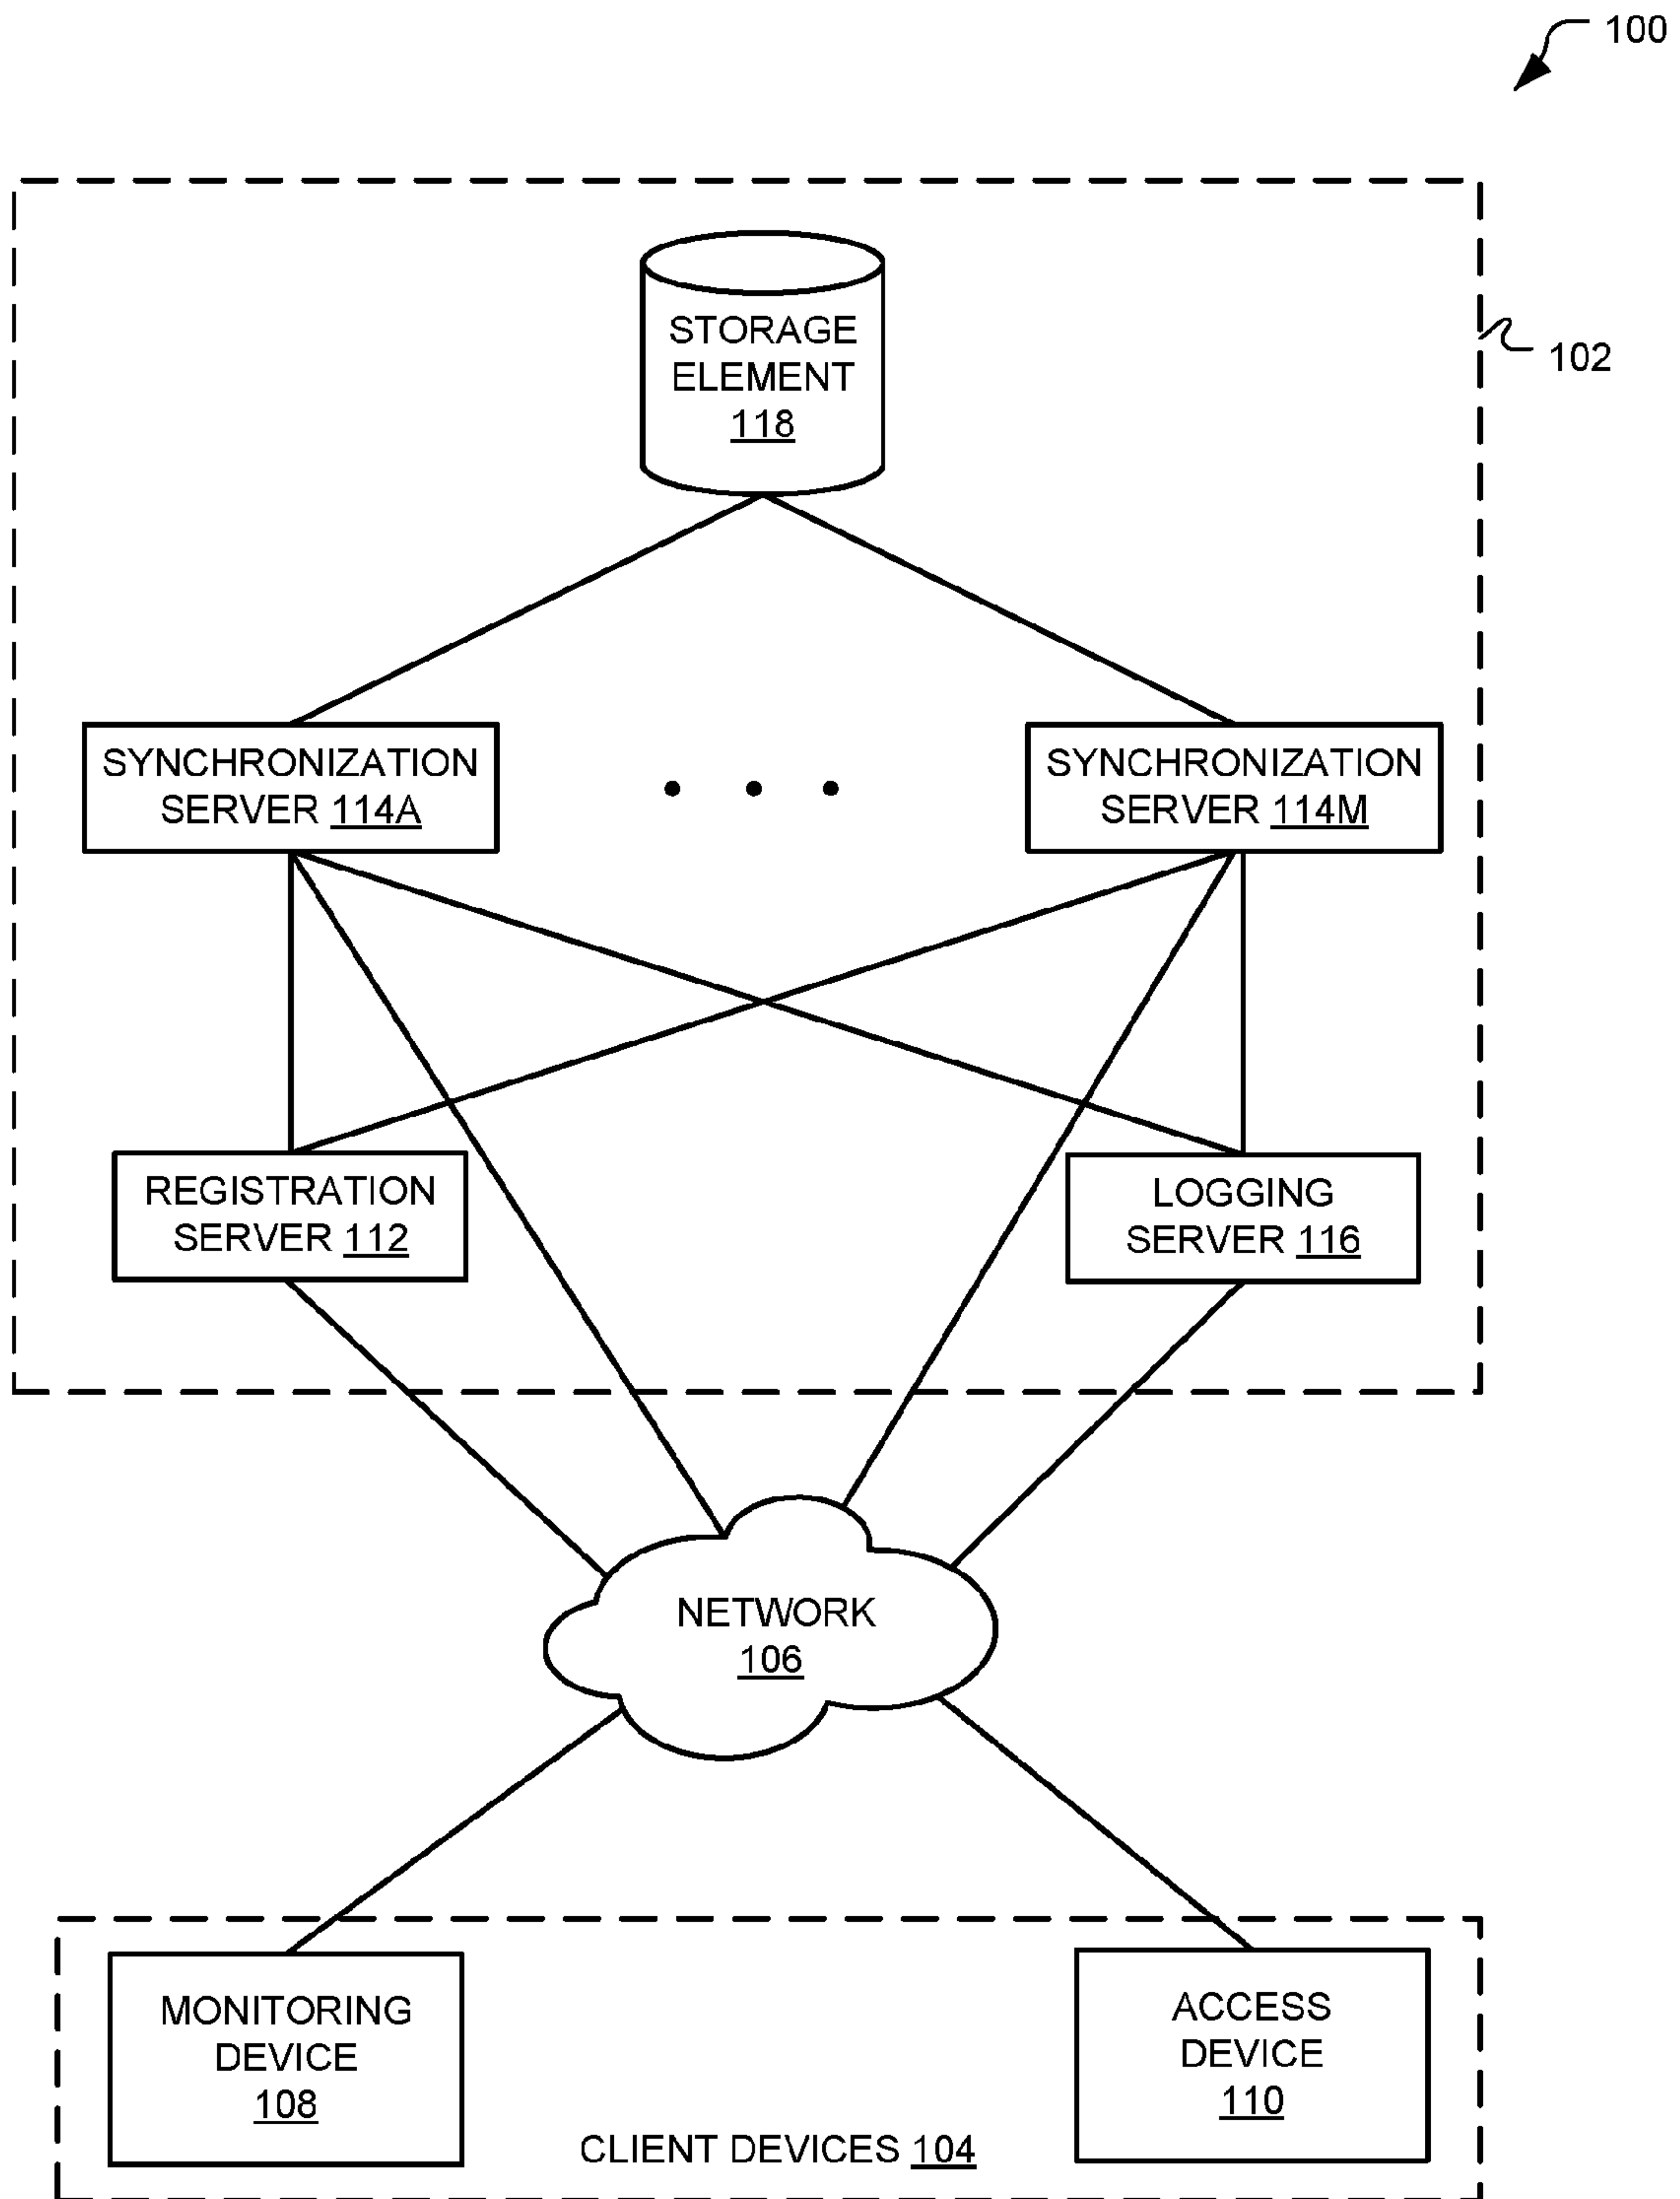 100
102
STORAGE
ELEMENT
118
SYNCHRONIZATION
SERVER 114A
SYNCHRONIZATION
SERVER 114M
REGISTRATION
SERVER 112
LOGGING
SERVER 116
NETWORK
106
MONITORING
DEVICE
108
ACCESS
DEVICE
110
CLIENT DEVICES 104